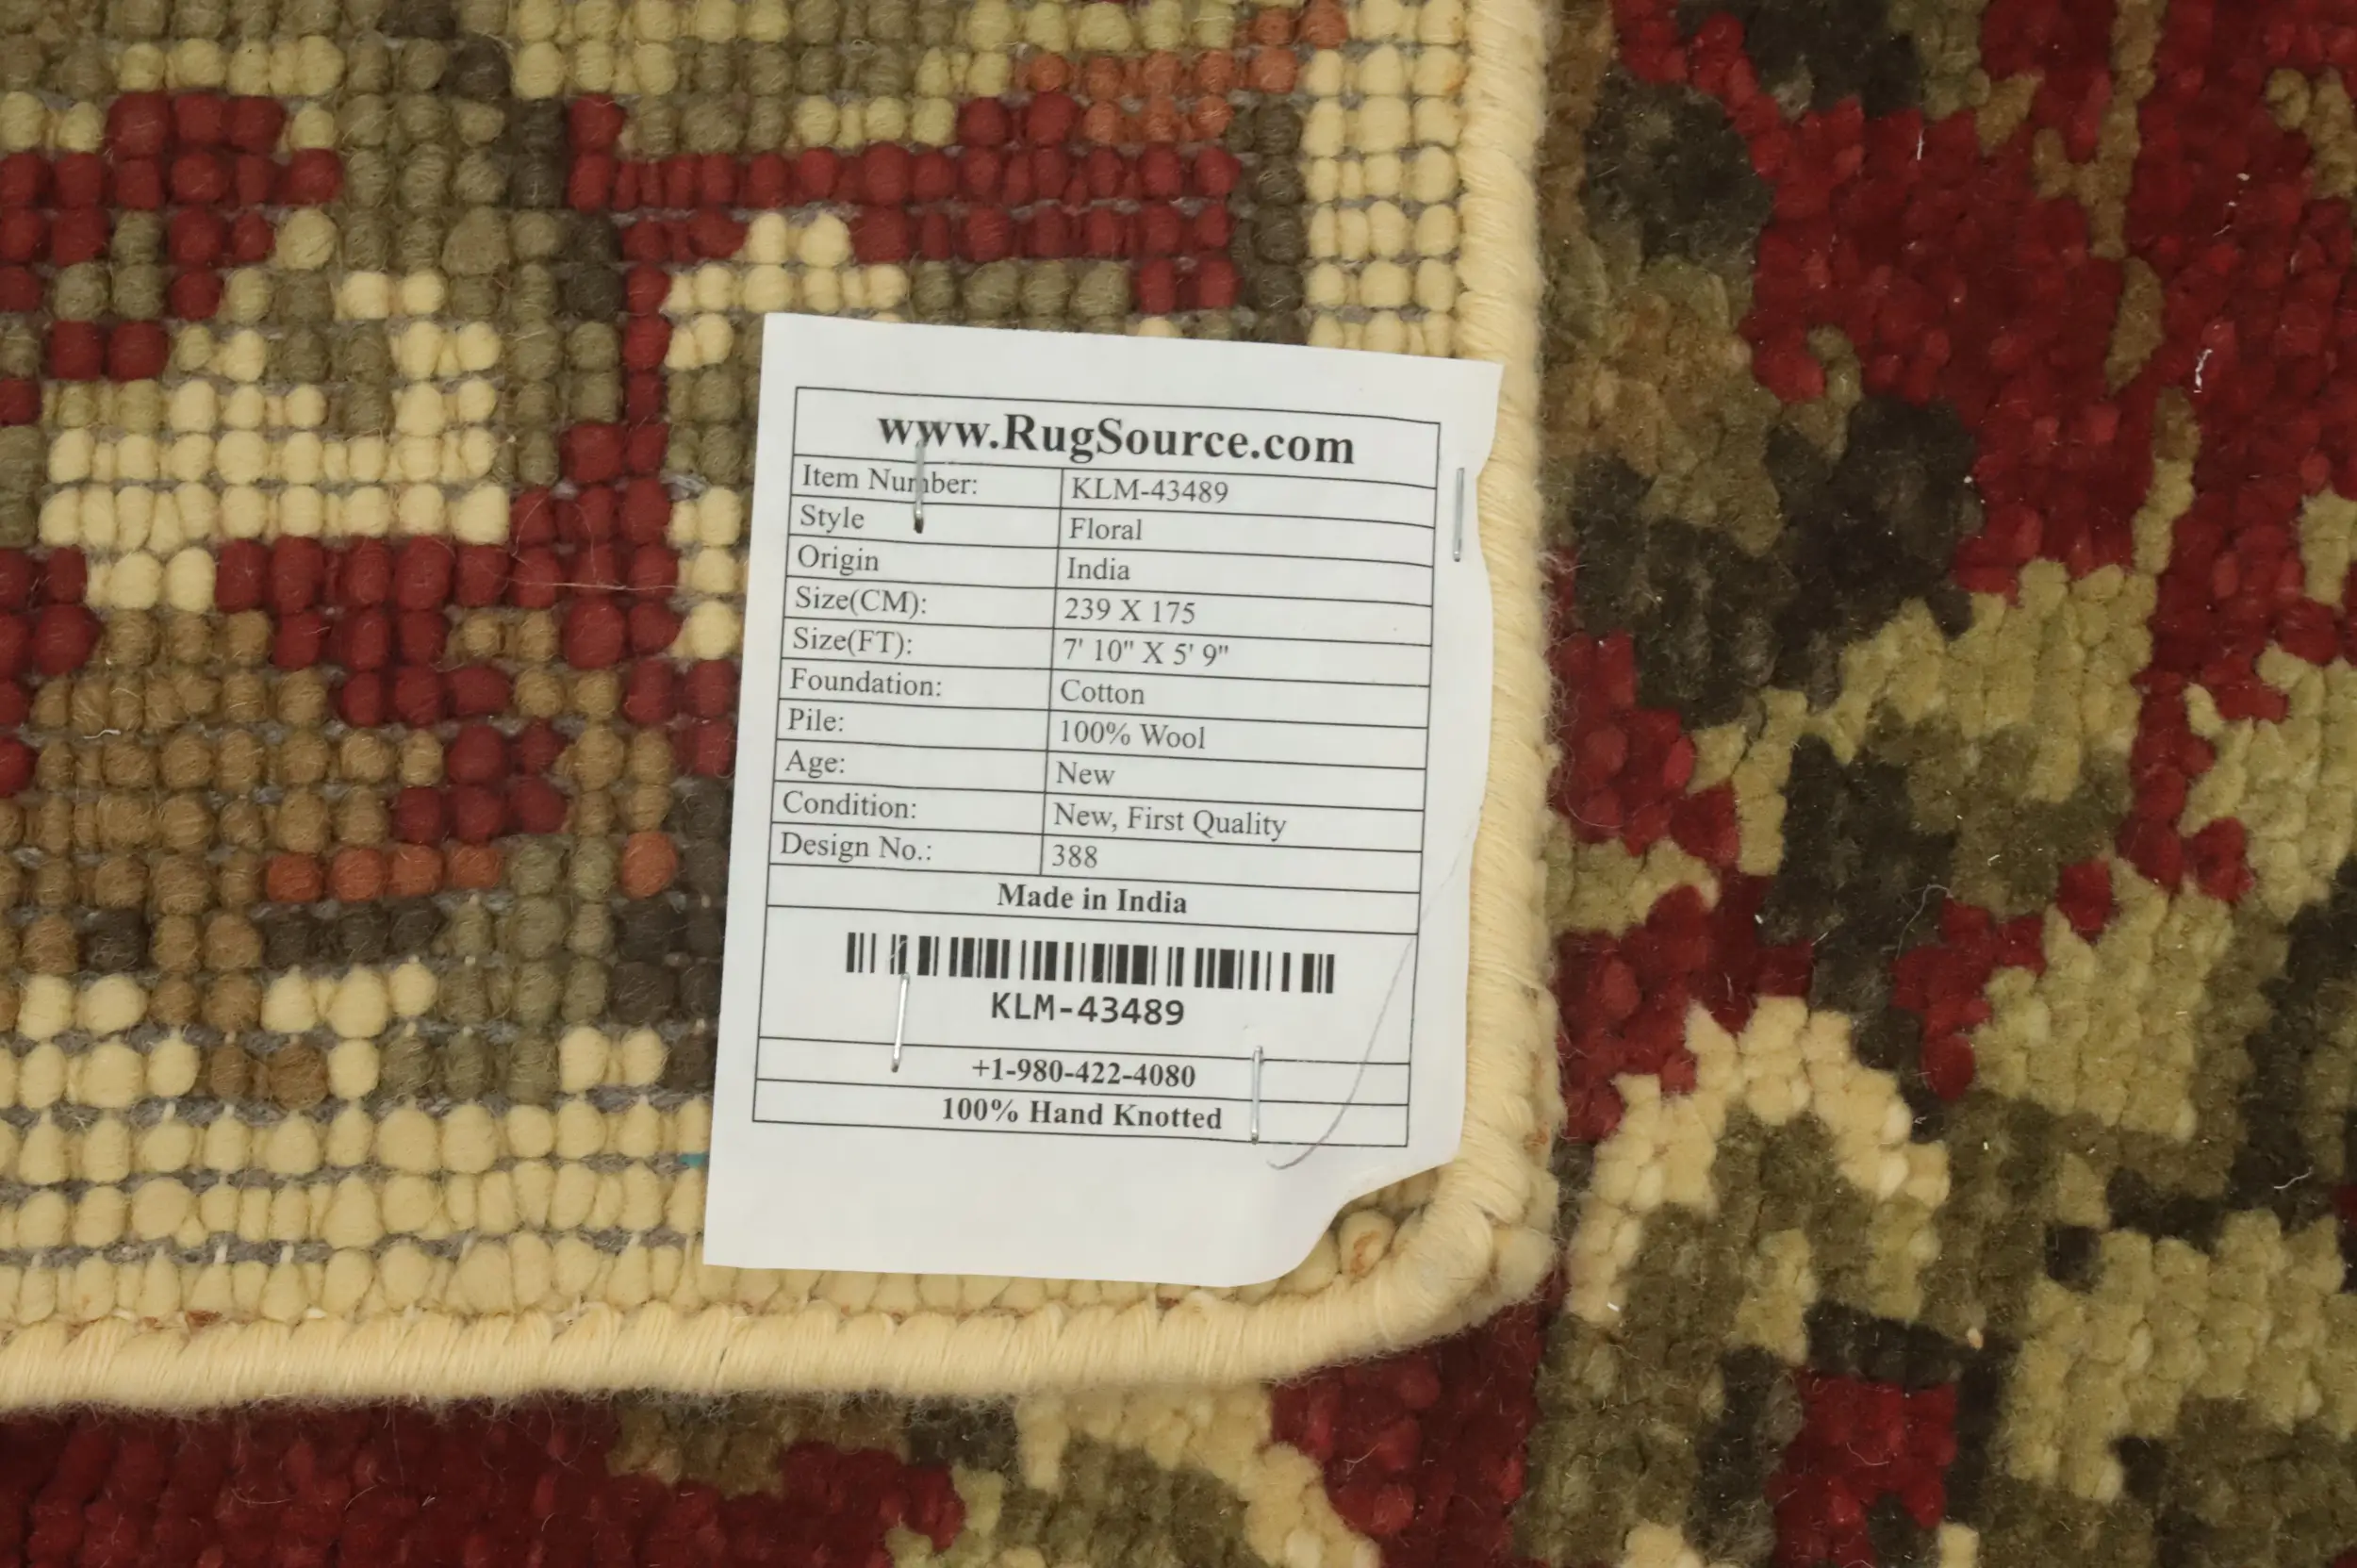 www.RugSource.com
Item Number: KLM-43489
Style Floral
Origin India
Size(CM): 239 X 175
Size(FT): 7' 10" X 5' 9"
Foundation: Cotton
Pile: 100% Wool
Age: New
Condition: New, First Quality
Design No.: 388
Made in India
KLM-43489
+1-980-422-4080
100% Hand Knotted